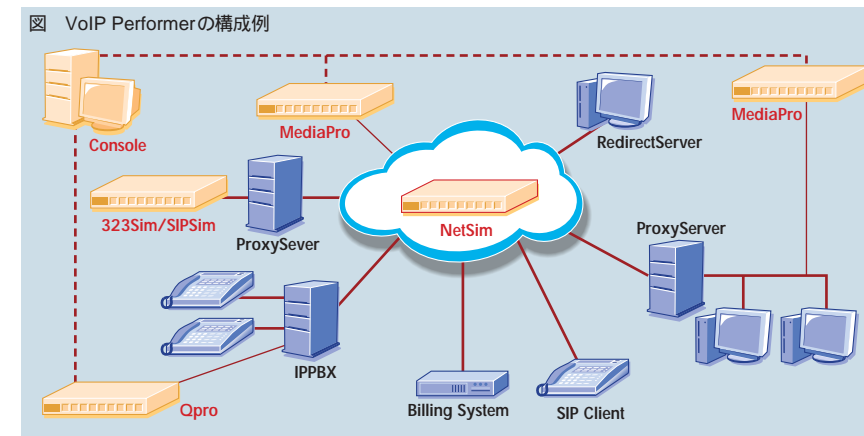 図 VoIP Performerの構成例
Console
MediaPro
RedirectServer
MediaPro
323Sim/SIPSim
ProxySever
NetSim
ProxyServer
IPPBX
Qpro
Billing System
SIP Client